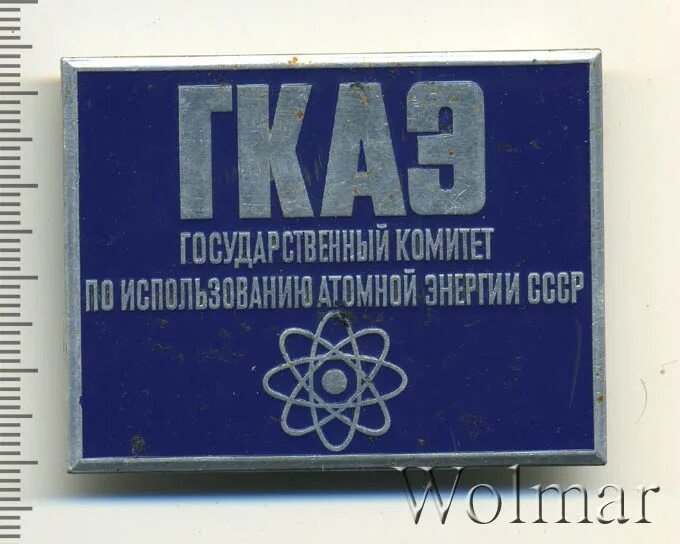 ГКАЭ
ГОСУДАРСТВЕННЫЙ КОМИТЕТ
ПО ИСПОЛЬЗОВАНИЮ АТОМНОЙ ЭНЕРГИИ СССР
Wolmar